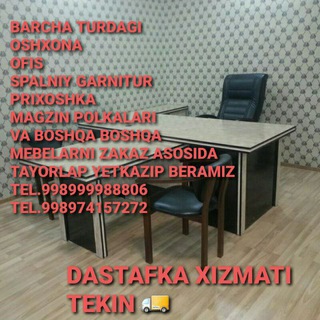 BARCHA TURDAGI
OSHXONA
OFIS
SPALNIY GARNITUR
PRIXOSHKA
MAGZIN POLKALARI
VA BOSHQA BOSHQA
MEBELARNI ZAKAZ ASOSIDA
TAYORLAP YETKAZIP BERAMIZ
TEL.998999988806
TEL.998974157272
DASTAFKA XIZMATI
TEKIN 🚚